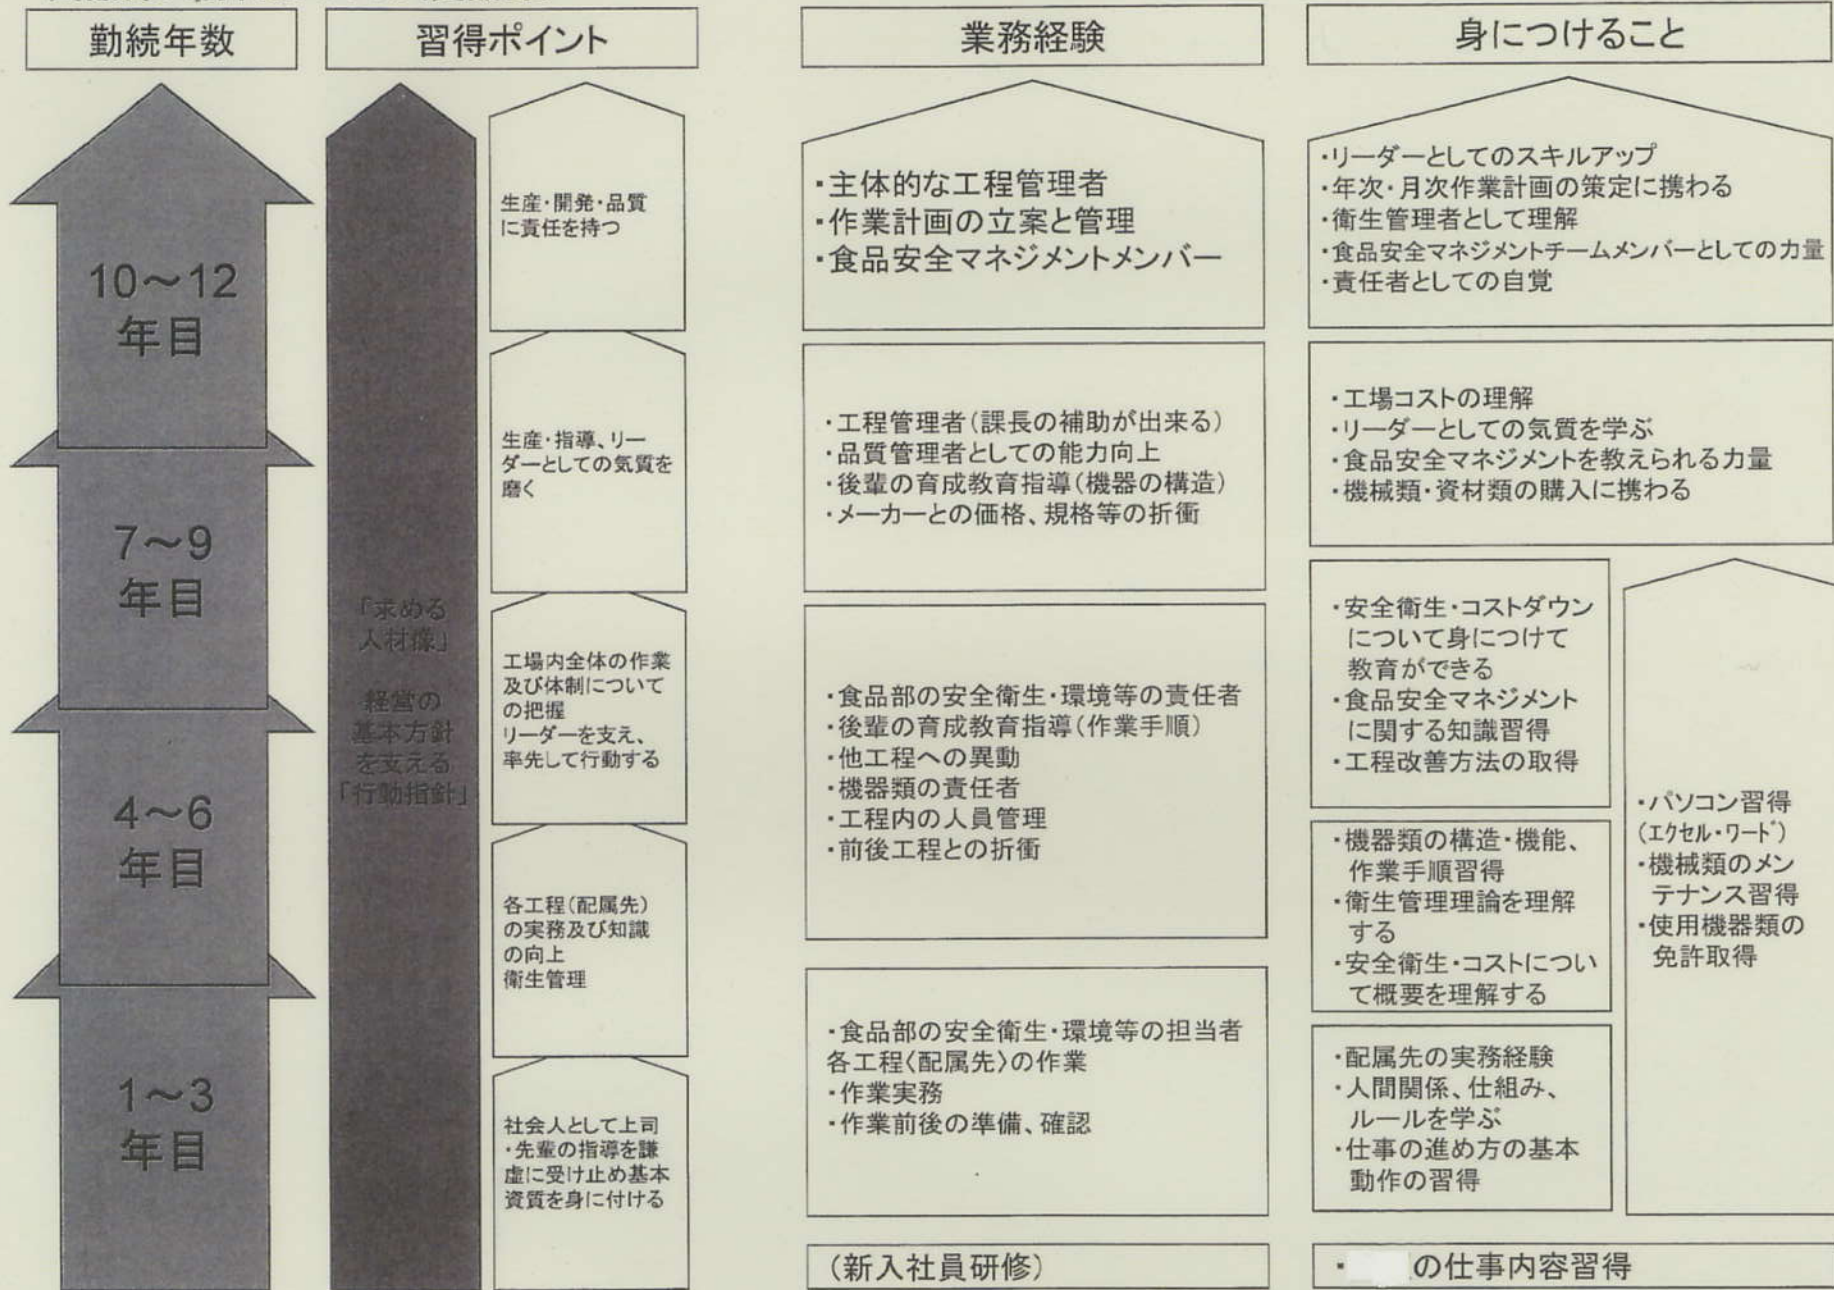 勤続年数
習得ポイント
業務経験
身につけること
10～12
年目
7～9
年目
4～6
年目
1～3
年目
「求める
人材像」
経営の
基本方針
を支える
「行動指針」
生産・開発・品質
に責任を持つ
生産・指導、リー
ダーとしての気質を
磨く
工場内全体の作業
及び体制について
の把握
リーダーを支え、
率先して行動する
各工程(配属先)
の実務及び知識
の向上
衛生管理
社会人として上司
・先輩の指導を謙
虚に受け止め基本
資質を身に付ける
・主体的な工程管理者
・作業計画の立案と管理
・食品安全マネジメントメンバー
・工程管理者(課長の補助が出来る)
・品質管理者としての能力向上
・後輩の育成教育指導(機器の構造)
・メーカーとの価格、規格等の折衝
・食品部の安全衛生・環境等の責任者
・後輩の育成教育指導(作業手順)
・他工程への異動
・機器類の責任者
・工程内の人員管理
・前後工程との折衝
・食品部の安全衛生・環境等の担当者
各工程〈配属先〉の作業
・作業実務
・作業前後の準備、確認
(新入社員研修)
・リーダーとしてのスキルアップ
・年次・月次作業計画の策定に携わる
・衛生管理者として理解
・食品安全マネジメントチームメンバーとしての力量
・責任者としての自覚
・工場コストの理解
・リーダーとしての気質を学ぶ
・食品安全マネジメントを教えられる力量
・機械類・資材類の購入に携わる
・安全衛生・コストダウン
について身につけて
教育ができる
・食品安全マネジメント
に関する知識習得
・工程改善方法の取得
・機器類の構造・機能、
作業手順習得
・衛生管理理論を理解
する
・安全衛生・コストについ
て概要を理解する
・配属先の実務経験
・人間関係、仕組み、
ルールを学ぶ
・仕事の進め方の基本
動作の習得
・パソコン習得
(エクセル・ワード)
・機械類のメン
テナンス習得
・使用機器類の
免許取得
・の仕事内容習得